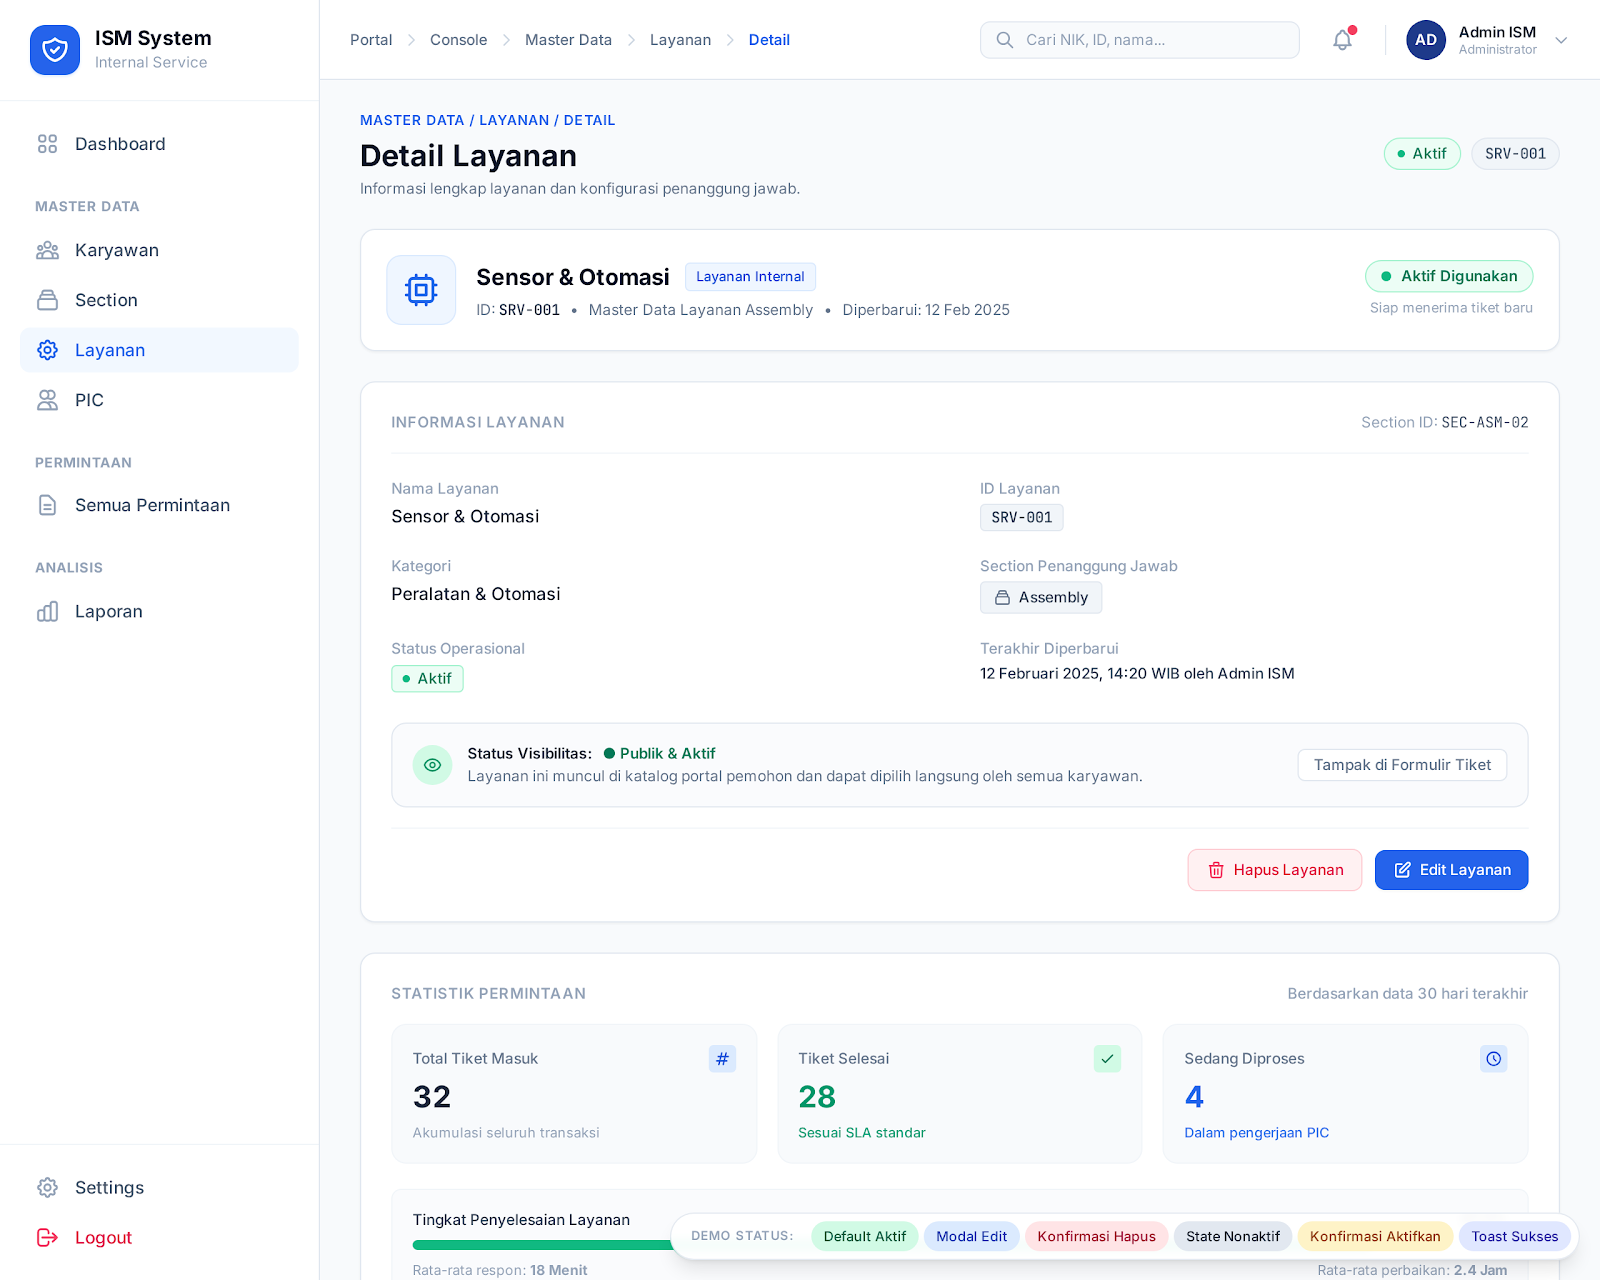 ISM System
Internal Service
Dashboard
MASTER DATA
Karyawan
Section
Layanan
PIC
PERMINTAAN
Semua Permintaan
ANALISIS
Laporan
Settings
Logout
Portal Console Master Data Layanan Detail
Cari NIK, ID, nama...
AD
Admin ISM
Administrator
MASTER DATA / LAYANAN / DETAIL
Detail Layanan
Informasi lengkap layanan dan konfigurasi penanggung jawab.
Aktif
SRV-001
Sensor & Otomasi
Layanan Internal
ID: SRV-001 • Master Data Layanan Assembly • Diperbarui: 12 Feb 2025
Aktif Digunakan
Siap menerima tiket baru
INFORMASI LAYANAN
Section ID: SEC-ASM-02
Nama Layanan
Sensor & Otomasi
ID Layanan
SRV-001
Kategori
Peralatan & Otomasi
Section Penanggung Jawab
Assembly
Status Operasional
Aktif
Terakhir Diperbarui
12 Februari 2025, 14:20 WIB oleh Admin ISM
Status Visibilitas: Publik & Aktif
Layanan ini muncul di katalog portal pemohon dan dapat dipilih langsung oleh semua karyawan.
Tampak di Formulir Tiket
Hapus Layanan
Edit Layanan
STATISTIK PERMINTAAN
Berdasarkan data 30 hari terakhir
Total Tiket Masuk
#
32
Akumulasi seluruh transaksi
Tiket Selesai
28
Sesuai SLA standar
Sedang Diproses
4
Dalam pengerjaan PIC
Tingkat Penyelesaian Layanan
DEMO STATUS: Default Aktif Modal Edit Konfirmasi Hapus State Nonaktif Konfirmasi Aktifkan Toast Sukses
Rata-rata respon: 18 Menit
Rata-rata perbaikan: 2.4 Jam